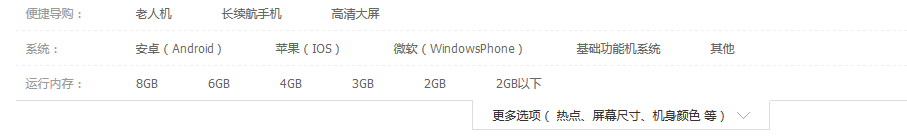 便捷导购： 老人机 长续航手机 高清大屏
系统： 安卓（Android） 苹果（IOS） 微软（WindowsPhone） 基础功能机系统 其他
运行内存： 8GB 6GB 4GB 3GB 2GB 2GB以下
更多选项（ 热点、屏幕尺寸、机身颜色 等）